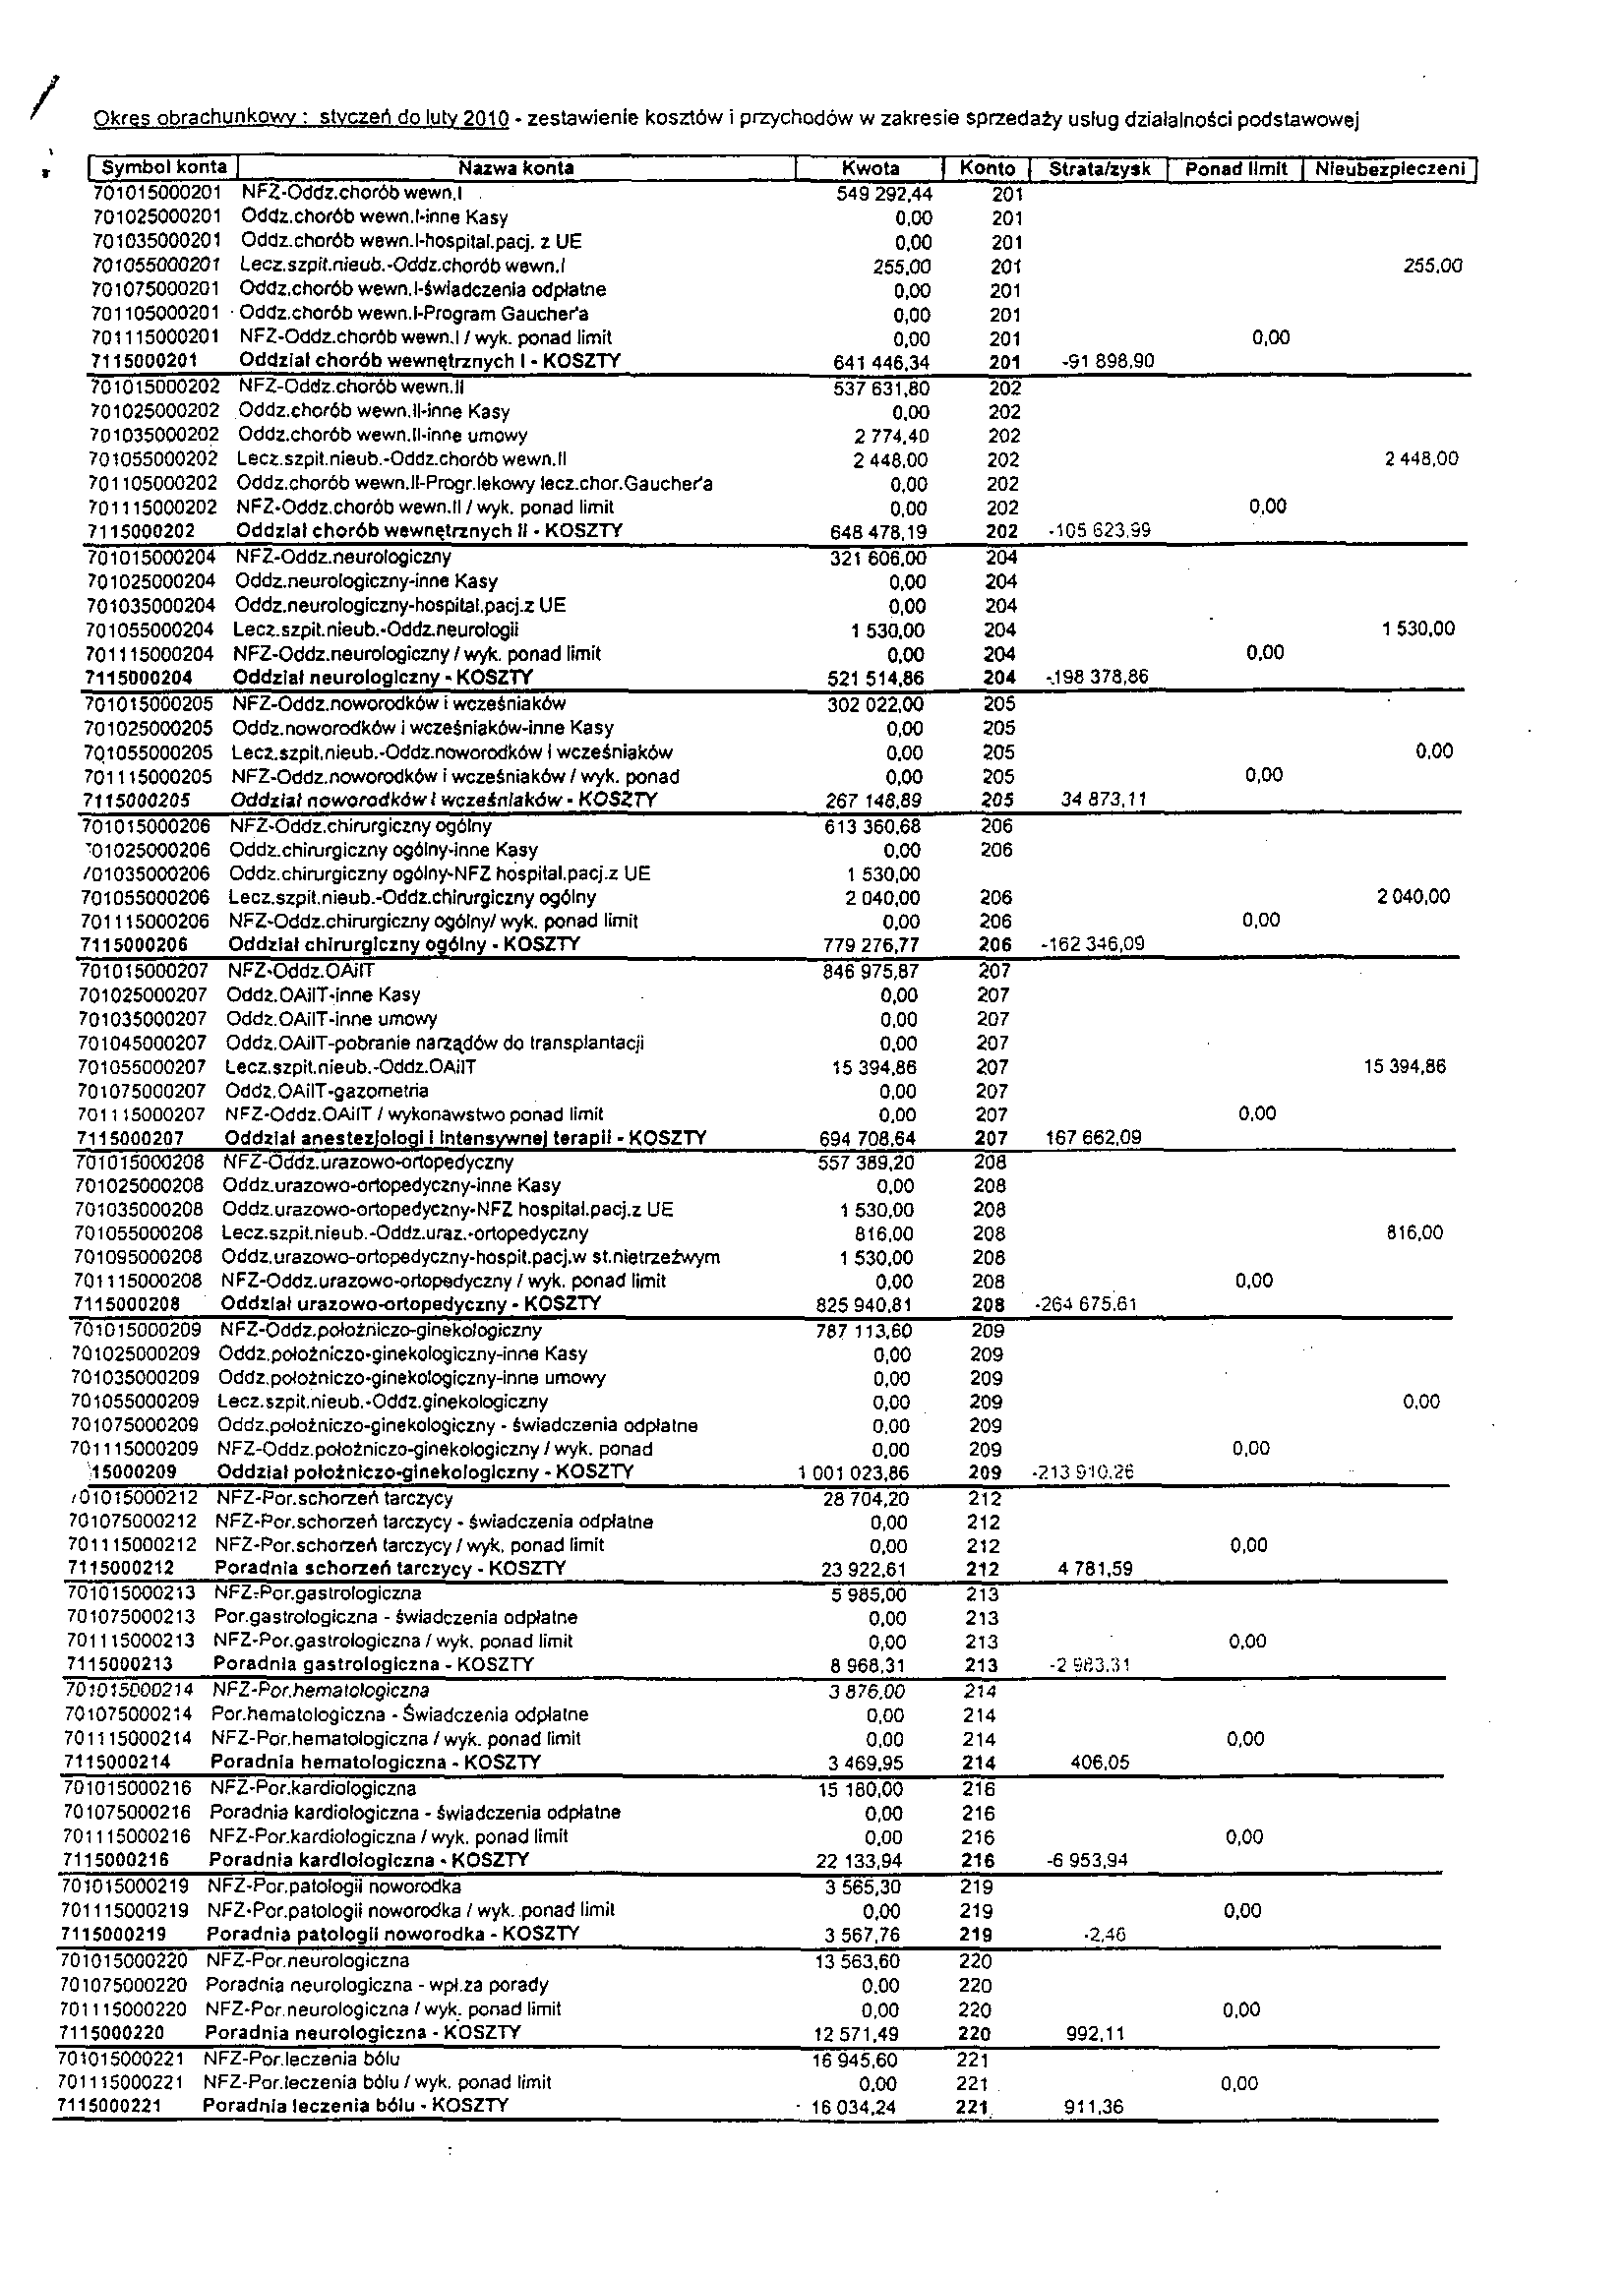 Okres obrachunkowy : styczeń do luty 2010 - zestawienie kosztów i przychodów w zakresie sprzedaży usług działalności podstawowej
Symbol konta Nazwa konta Kwota Konto Strata/zysk Ponad limit Nieubezpieczeni
701015000201 NFZ-Oddz.chorób wewn.I 549 292,44 201
701025000201 Oddz.chorób wewn.I-inne Kasy 0,00 201
701035000201 Oddz.chorób wewn.I-hospital.pacj. z UE 0,00 201
701055000201 Lecz.szpit.nieub.-Oddz.chorób wewn.I 255,00 201 255,00
701075000201 Oddz.chorób wewn.I-świadczenia odpłatne 0,00 201
701105000201 Oddz.chorób wewn.I-Program Gaucher'a 0,00 201
701115000201 NFZ-Oddz.chorób wewn.I / wyk. ponad limit 0,00 201 0,00
7115000201 Oddział chorób wewnętrznych I - KOSZTY 641 446,34 201 -91 898,90
701015000202 NFZ-Oddz.chorób wewn.II 537 631,80 202
701025000202 Oddz.chorób wewn.II-inne Kasy 0,00 202
701035000202 Oddz.chorób wewn.II-inne umowy 2 774,40 202
701055000202 Lecz.szpit.nieub.-Oddz.chorób wewn.II 2 448,00 202 2 448,00
701105000202 Oddz.chorób wewn.II-Progr.lekowy lecz.chor.Gaucher'a 0,00 202
701115000202 NFZ-Oddz.chorób wewn.II / wyk. ponad limit 0,00 202 0,00
7115000202 Oddział chorób wewnętrznych II - KOSZTY 648 478,19 202 -105 623,99
701015000204 NFZ-Oddz.neurologiczny 321 606,00 204
701025000204 Oddz.neurologiczny-inne Kasy 0,00 204
701035000204 Oddz.neurologiczny-hospital.pacj.z UE 0,00 204
701055000204 Lecz.szpit.nieub.-Oddz.neurologii 1 530,00 204 1 530,00
701115000204 NFZ-Oddz.neurologiczny / wyk. ponad limit 0,00 204 0,00
7115000204 Oddział neurologiczny - KOSZTY 521 514,86 204 -198 378,86
701015000205 NFZ-Oddz.noworodków i wcześniaków 302 022,00 205
701025000205 Oddz.noworodków i wcześniaków-inne Kasy 0,00 205
701055000205 Lecz.szpit.nieub.-Oddz.noworodków i wcześniaków 0,00 205 0,00
701115000205 NFZ-Oddz.noworodków i wcześniaków / wyk. ponad 0,00 205 0,00
7115000205 Oddział noworodków i wcześniaków - KOSZTY 267 148,89 205 34 873,11
701015000206 NFZ-Oddz.chirurgiczny ogólny 613 360,68 206
01025000206 Oddz.chirurgiczny ogólny-inne Kasy 0,00 206
701035000206 Oddz.chirurgiczny ogólny-NFZ hospital.pacj.z UE 1 530,00
701055000206 Lecz.szpit.nieub.-Oddz.chirurgiczny ogólny 2 040,00 206 2 040,00
701115000206 NFZ-Oddz.chirurgiczny ogólny/ wyk. ponad limit 0,00 206 0,00
7115000206 Oddział chirurgiczny ogólny - KOSZTY 779 276,77 206 -162 346,09
701015000207 NFZ-Oddz.OAiIT 846 975,87 207
701025000207 Oddz.OAiIT-inne Kasy 0,00 207
701035000207 Oddz.OAiIT-inne umowy 0,00 207
701045000207 Oddz.OAiIT-pobranie narządów do transplantacji 0,00 207
701055000207 Lecz.szpit.nieub.-Oddz.OAiIT 15 394,86 207 15 394,86
701075000207 Oddz.OAiIT-gazometria 0,00 207
701115000207 NFZ-Oddz.OAiIT / wykonawstwo ponad limit 0,00 207 0,00
7115000207 Oddział anestezjologi i intensywnej terapii - KOSZTY 694 708,64 207 167 662,09
701015000208 NFZ-Oddz.urazowo-ortopedyczny 557 389,20 208
701025000208 Oddz.urazowo-ortopedyczny-inne Kasy 0,00 208
701035000208 Oddz.urazowo-ortopedyczny-NFZ hospital.pacj.z UE 1 530,00 208
701055000208 Lecz.szpit.nieub.-Oddz.uraz.-ortopedyczny 816,00 208 816,00
701095000208 Oddz.urazowo-ortopedyczny-hospit.pacj.w st.nietrzeźwym 1 530,00 208
701115000208 NFZ-Oddz.urazowo-ortopedyczny / wyk. ponad limit 0,00 208 0,00
7115000208 Oddział urazowo-ortopedyczny - KOSZTY 825 940,81 208 -264 675,61
701015000209 NFZ-Oddz.położniczo-ginekologiczny 787 113,60 209
701025000209 Oddz.położniczo-ginekologiczny-inne Kasy 0,00 209
701035000209 Oddz.położniczo-ginekologiczny-inne umowy 0,00 209
701055000209 Lecz.szpit.nieub.-Oddz.ginekologiczny 0,00 209 0,00
701075000209 Oddz.położniczo-ginekologiczny - świadczenia odpłatne 0,00 209
701115000209 NFZ-Oddz.położniczo-ginekologiczny / wyk. ponad 0,00 209 0,00
15000209 Oddział położniczo-ginekologiczny - KOSZTY 1 001 023,86 209 -213 910,26
701015000212 NFZ-Por.schorzeń tarczycy 28 704,20 212
701075000212 NFZ-Por.schorzeń tarczycy - świadczenia odpłatne 0,00 212
701115000212 NFZ-Por.schorzeń tarczycy / wyk. ponad limit 0,00 212 0,00
7115000212 Poradnia schorzeń tarczycy - KOSZTY 23 922,61 212 4 781,59
701015000213 NFZ-Por.gastrologiczna 5 985,00 213
701075000213 Por.gastrologiczna - świadczenia odpłatne 0,00 213
701115000213 NFZ-Por.gastrologiczna / wyk. ponad limit 0,00 213 0,00
7115000213 Poradnia gastrologiczna - KOSZTY 8 968,31 213 -2 983,31
701015000214 NFZ-Por.hematologiczna 3 876,00 214
701075000214 Por.hematologiczna - Świadczenia odpłatne 0,00 214
701115000214 NFZ-Por.hematologiczna / wyk. ponad limit 0,00 214 0,00
7115000214 Poradnia hematologiczna - KOSZTY 3 469,95 214 406,05
701015000216 NFZ-Por.kardiologiczna 15 180,00 216
701075000216 Poradnia kardiologiczna - świadczenia odpłatne 0,00 216
701115000216 NFZ-Por.kardiologiczna / wyk. ponad limit 0,00 216 0,00
7115000216 Poradnia kardiologiczna - KOSZTY 22 133,94 216 -6 953,94
701015000219 NFZ-Por.patologii noworodka 3 565,30 219
701115000219 NFZ-Por.patologii noworodka / wyk. ponad limit 0,00 219 0,00
7115000219 Poradnia patologii noworodka - KOSZTY 3 567,76 219 -2,46
701015000220 NFZ-Por.neurologiczna 13 563,60 220
701075000220 Poradnia neurologiczna - wpł.za porady 0,00 220
701115000220 NFZ-Por.neurologiczna / wyk. ponad limit 0,00 220 0,00
7115000220 Poradnia neurologiczna - KOSZTY 12 571,49 220 992,11
701015000221 NFZ-Por.leczenia bólu 16 945,60 221
701115000221 NFZ-Por.leczenia bólu / wyk. ponad limit 0,00 221 0,00
7115000221 Poradnia leczenia bólu - KOSZTY 16 034,24 221 911,36